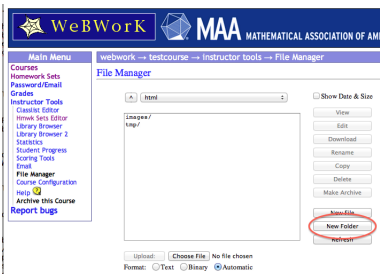 WeBWorK MAA MATHEMATICAL ASSOCIATION OF AM
Main Menu
Courses
Homework Sets
Password/Email
Grades
Instructor Tools
Classlist Editor
Hmwk Sets Editor
Library Browser
Library Browser 2
Statistics
Student Progress
Scoring Tools
Email
File Manager
Course Configuration
Help
Archive this Course
Report bugs
webwork → testcourse → Instructor tools → File Manager
File Manager
^ html
Show Date & Size
images/
tmp/
View
Edit
Download
Rename
Copy
Delete
Make Archive
New File
New Folder
Refresh
Upload: Choose File No file chosen
Format: Text Binary Automatic